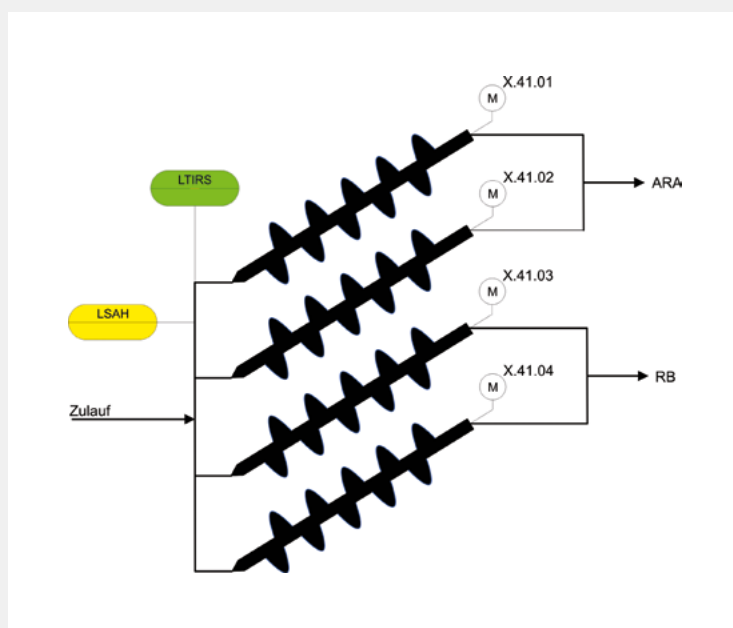 X.41.01
M
LTIRS
X.41.02
M
ARA
X.41.03
M
LSAH
X.41.04
M
RB
Zulauf